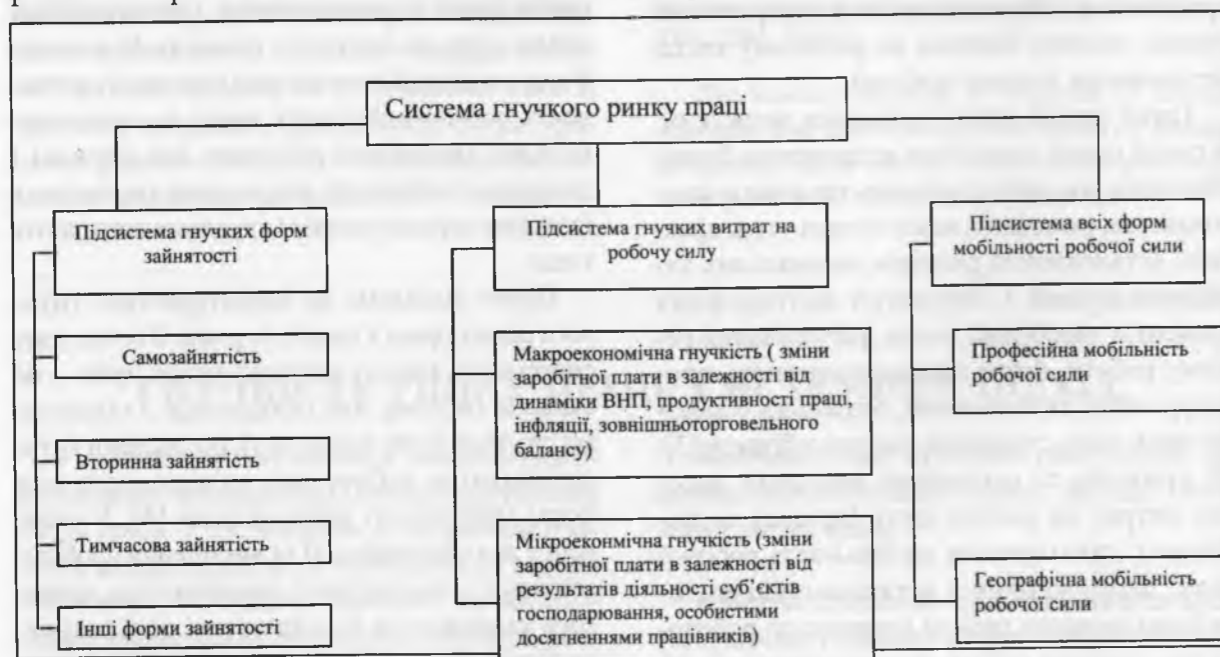 Система гнучкого ринку праці
Підсистема гнучких форм
зайнятості
Самозайнятість
Вторинна зайнятість
Тимчасова зайнятість
Інші форми зайнятості
Підсистема гнучких витрат на
робочу силу
Макроекономічна гнучкість ( зміни
заробітної плати в залежності від
динаміки ВНП, продуктивності праці,
інфляції, зовнішньоторговельного
балансу)
Мікроекнмічна гнучкість (зміни
заробітної плати в залежності від
результатів діяльності суб’єктів
господарювання, особистими
досягненнями працівників)
Підсистема всіх форм
мобільності робочої сили
Професійна мобільність
робочої сили
Географічна мобільність
робочої сили